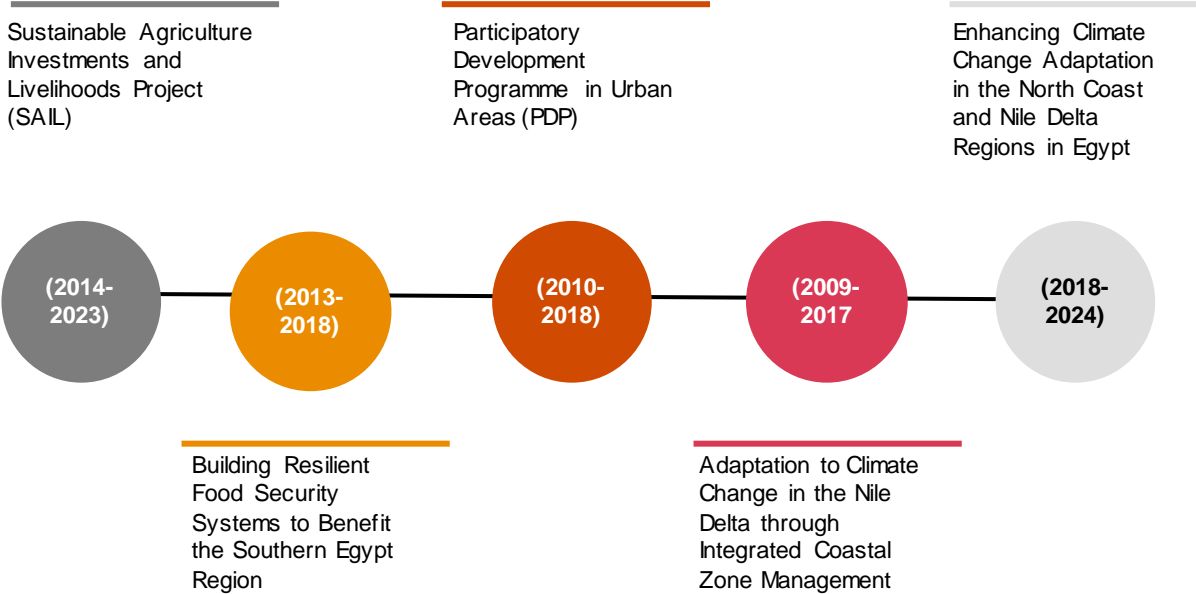 Sustainable Agriculture
Investments and
Livelihoods Project
(SAIL)
Participatory
Development
Programme in Urban
Areas (PDP)
Enhancing Climate
Change Adaptation
in the North Coast
and Nile Delta
Regions in Egypt
(2014-
2023)
(2013-
2018)
(2010-
2018)
(2009-
2017
(2018-
2024)
Building Resilient
Food Security
Systems to Benefit
the Southern Egypt
Region
Adaptation to Climate
Change in the Nile
Delta through
Integrated Coastal
Zone Management